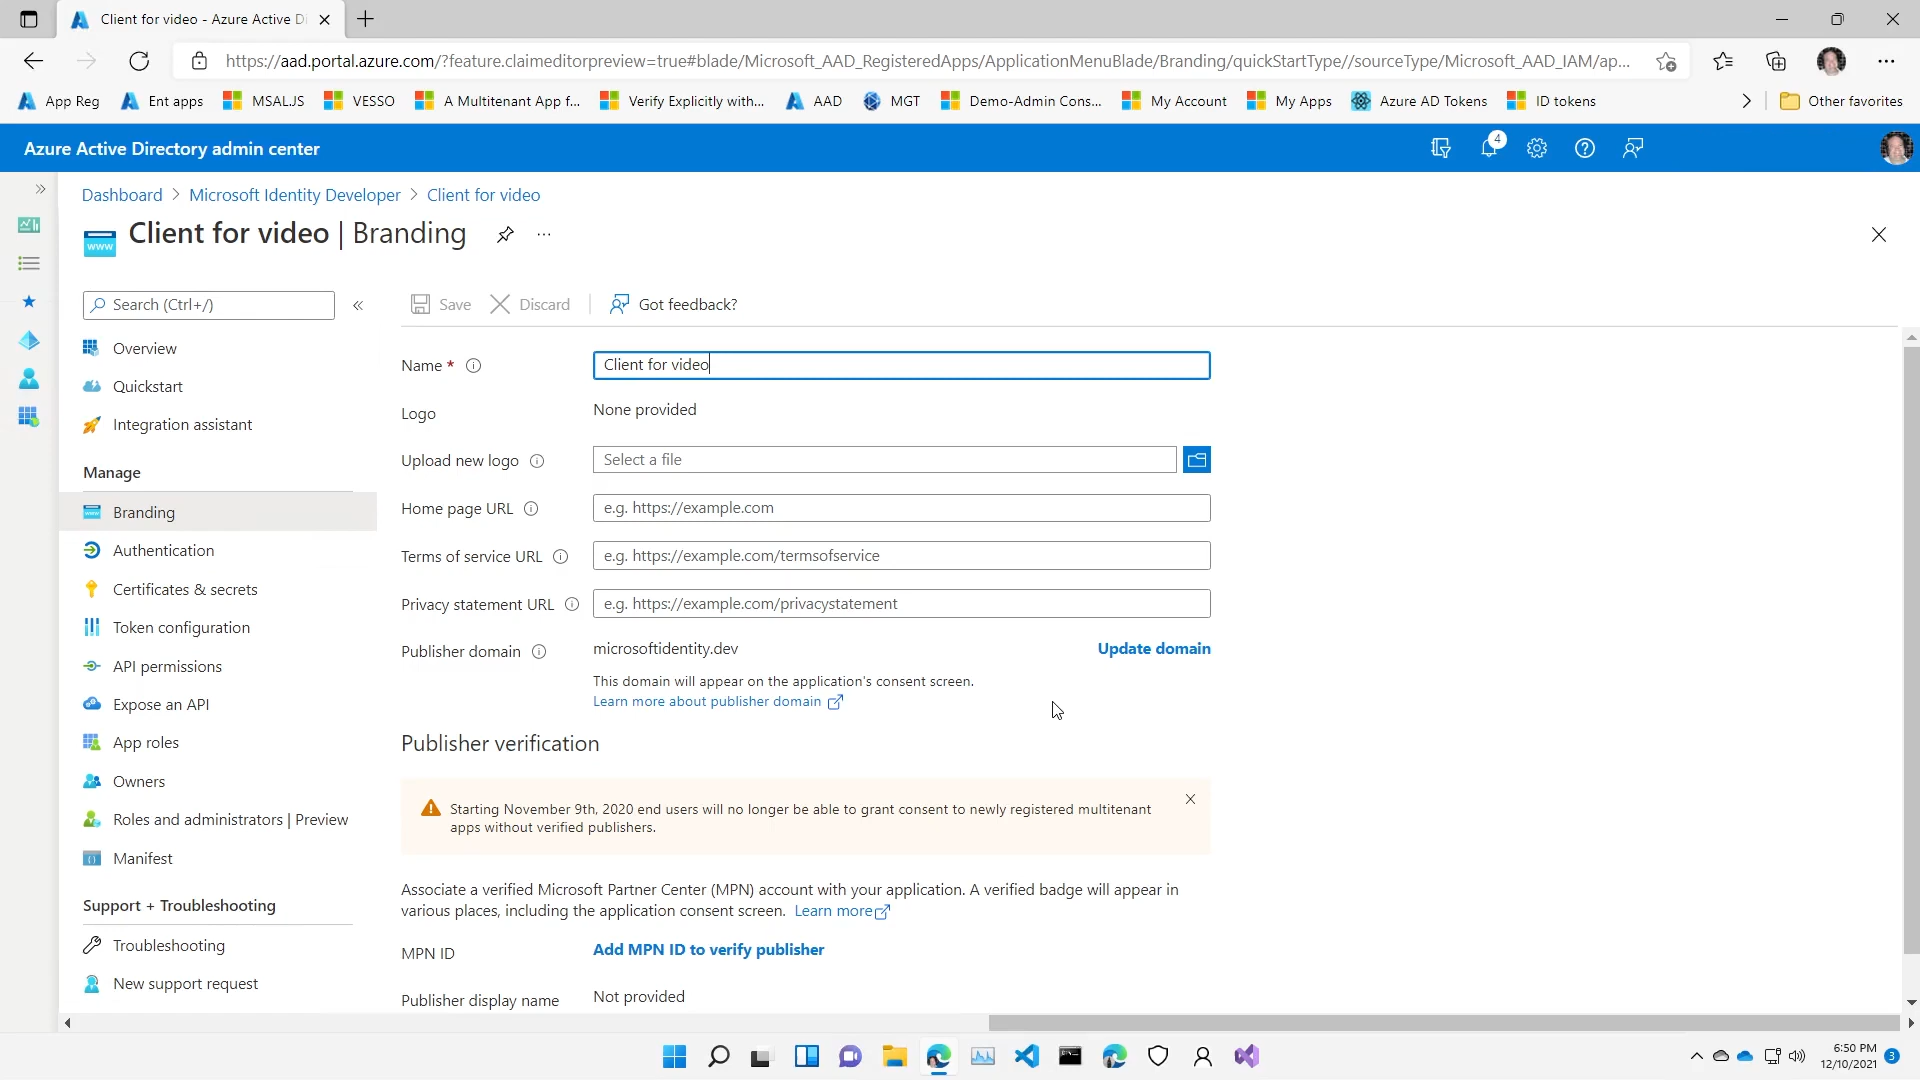 Client for video - Azure Active Di
https://aad.portal.azure.com/?feature.claimeditorpreview=true#blade/Microsoft_AAD_RegisteredApps/ApplicationMenuBlade/Branding/quickStartType//sourceType/Microsoft_AAD_IAM/ap...
App Reg
Ent apps
MSALJS
VESSO
A Multitenant App f...
Verify Explicitly with...
AAD
MGT
Demo-Admin Cons...
My Account
My Apps
Azure AD Tokens
ID tokens
Other favorites
Azure Active Directory admin center
4
Dashboard > Microsoft Identity Developer > Client for video
www
Client for video | Branding
Search (Ctrl+/)
Save
Discard
Got feedback?
Overview
Quickstart
Integration assistant
Manage
Branding
Authentication
Certificates & secrets
Token configuration
API permissions
Expose an API
App roles
Owners
Roles and administrators | Preview
Manifest
Support + Troubleshooting
Troubleshooting
New support request
Name *
Client for video
Logo
None provided
Upload new logo
Select a file
Home page URL
e.g. https://example.com
Terms of service URL
e.g. https://example.com/termsofservice
Privacy statement URL
e.g. https://example.com/privacystatement
Publisher domain
microsoftidentity.dev
Update domain
This domain will appear on the application's consent screen.
Learn more about publisher domain
Publisher verification
Starting November 9th, 2020 end users will no longer be able to grant consent to newly registered multitenant
apps without verified publishers.
Associate a verified Microsoft Partner Center (MPN) account with your application. A verified badge will appear in
various places, including the application consent screen. Learn more
MPN ID
Add MPN ID to verify publisher
Publisher display name
Not provided
6:50 PM
12/10/2021
3